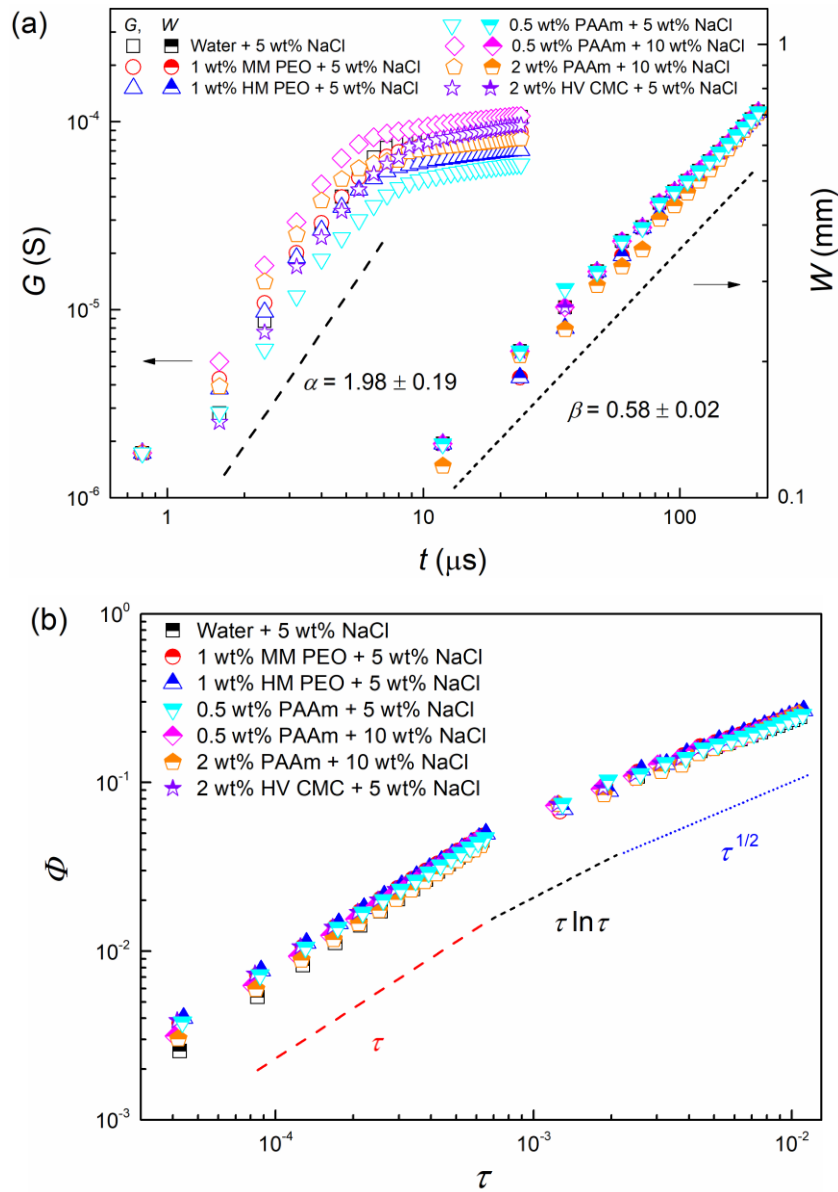 (a)
G, W
Water + 5 wt% NaCl
1 wt% MM PEO + 5 wt% NaCl
1 wt% HM PEO + 5 wt% NaCl
0.5 wt% PAAm + 5 wt% NaCl
0.5 wt% PAAm + 10 wt% NaCl
2 wt% PAAm + 10 wt% NaCl
2 wt% HV CMC + 5 wt% NaCl
10⁻⁴
10⁻⁵
10⁻⁶
G (S)
1
0.1
W (mm)
α = 1.98 ± 0.19
β = 0.58 ± 0.02
1 10 100
t (μs)
(b)
Water + 5 wt% NaCl
1 wt% MM PEO + 5 wt% NaCl
1 wt% HM PEO + 5 wt% NaCl
0.5 wt% PAAm + 5 wt% NaCl
0.5 wt% PAAm + 10 wt% NaCl
2 wt% PAAm + 10 wt% NaCl
2 wt% HV CMC + 5 wt% NaCl
10⁰
10⁻¹
10⁻²
10⁻³
Φ
τ
τ ln τ
τ^1/2
10⁻⁴ 10⁻³ 10⁻²
τ